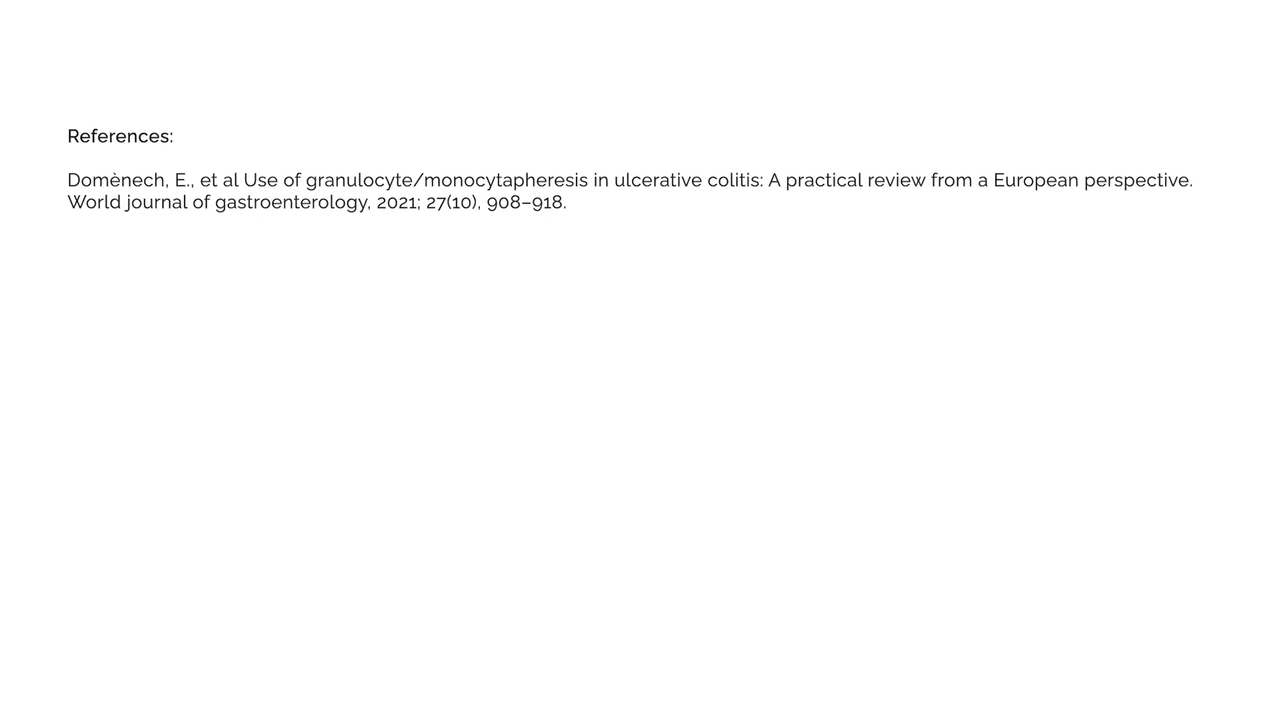 References:
Domènech, E., et al Use of granulocyte/monocytapheresis in ulcerative colitis: A practical review from a European perspective.
World journal of gastroenterology, 2021; 27(10), 908–918.